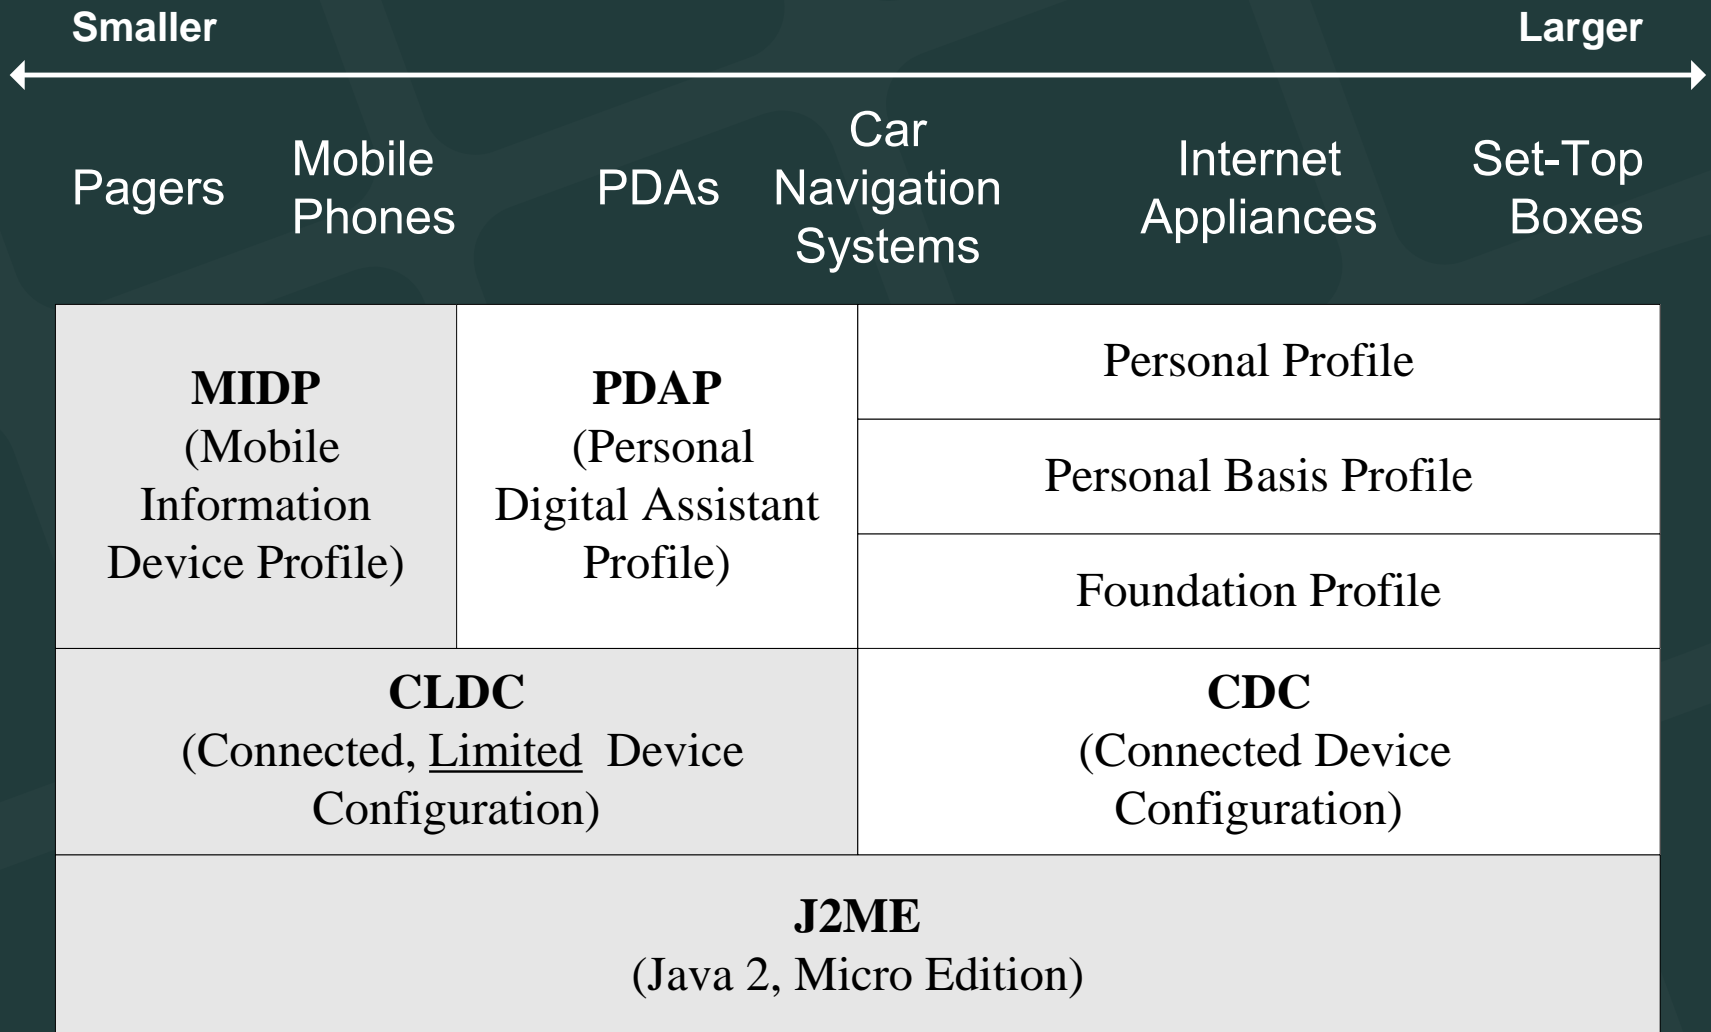 Smaller
Larger
Pagers
Mobile
Phones
PDAs
Car
Navigation
Systems
Internet
Appliances
Set-Top
Boxes
MIDP
(Mobile
Information
Device Profile)
PDAP
(Personal
Digital Assistant
Profile)
Personal Profile
Personal Basis Profile
Foundation Profile
CLDC
(Connected, Limited Device
Configuration)
CDC
(Connected Device
Configuration)
J2ME
(Java 2, Micro Edition)